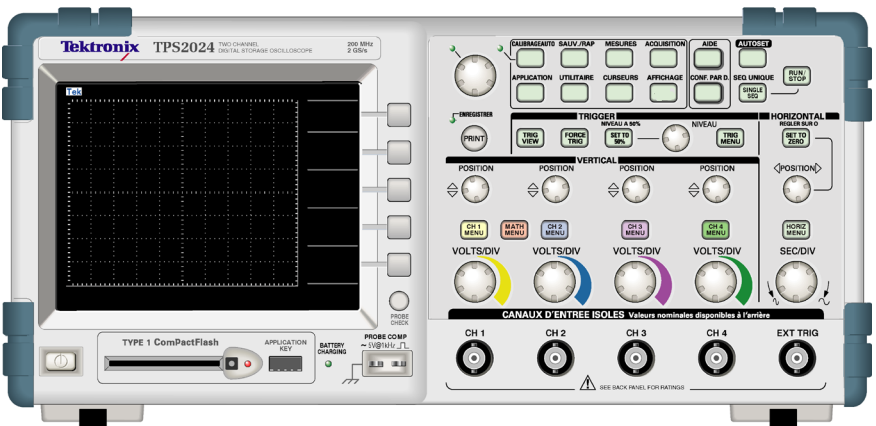 Tektronix TPS2024 TWO CHANNEL DIGITAL STORAGE OSCILLOSCOPE 200 MHz 2 GS/s
Tek
CALIBRAGEAUTO SAUV./RAP MESURES ACQUISITION AIDE AUTOSET
APPLICATION UTILITAIRE CURSEURS AFFICHAGE CONF. PAR D. SEQ UNIQUE
RUN/STOP
SINGLE SEQ
ENREGISTRER
PRINT
TRIGGER
NIVEAU A 50%
NIVEAU
TRIG VIEW
FORCE TRIG
SET TO 50%
TRIG MENU
HORIZONTAL
REGLER SUR O
SET TO ZERO
VERTICAL
POSITION POSITION POSITION POSITION POSITION
CH 1 MENU
MATH MENU
CH 2 MENU
CH 3 MENU
CH 4 MENU
HORIZ MENU
VOLTS/DIV VOLTS/DIV VOLTS/DIV VOLTS/DIV SEC/DIV
CANAUX D'ENTREE ISOLES Valeurs nominales disponibles à l'arrière
CH 1 CH 2 CH 3 CH 4 EXT TRIG
SEE BACK PANEL FOR RATINGS
PROBE CHECK
TYPE 1 ComPactFlash
APPLICATION KEY
BATTERY CHARGING
PROBE COMP
~ 5V@1kHz